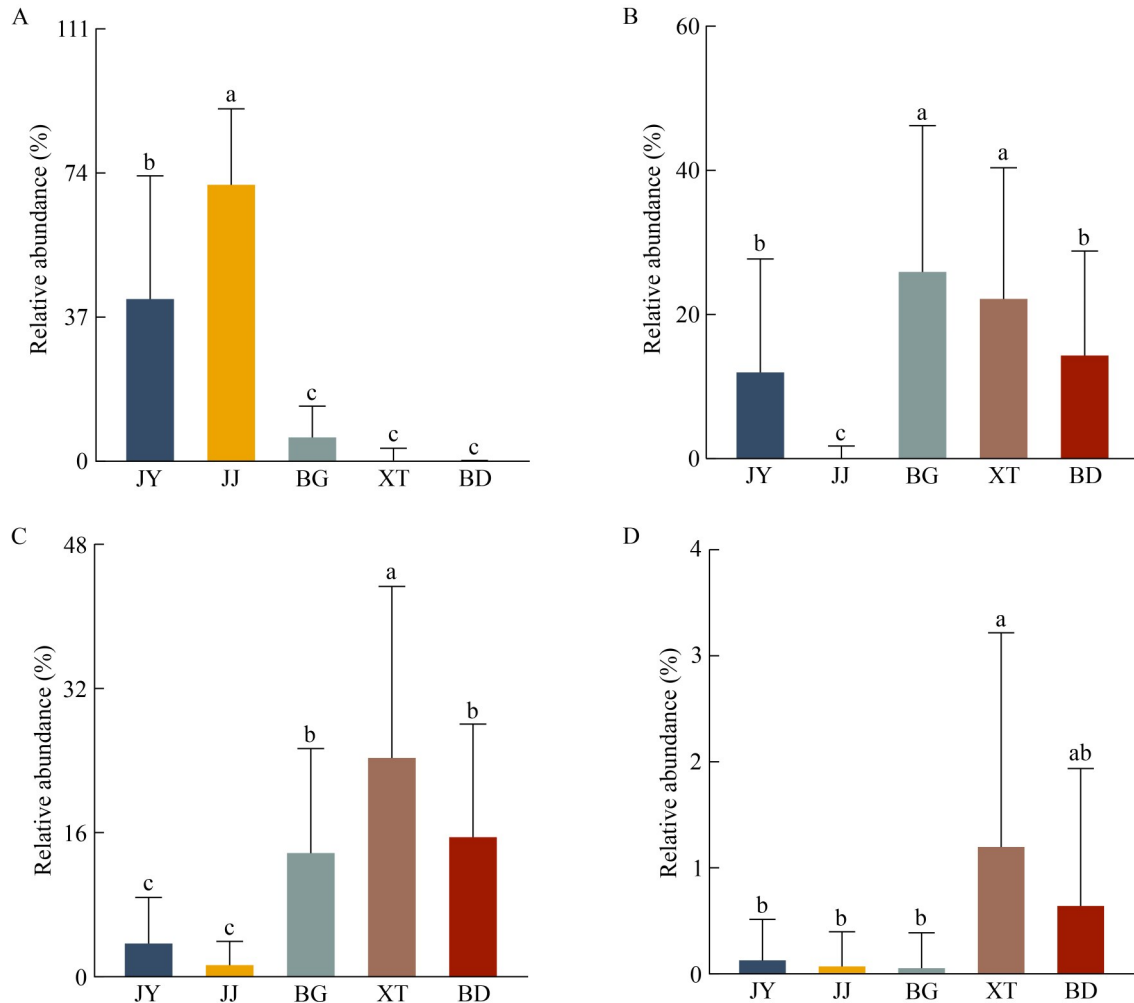 A
Relative abundance (%)
111
74
37
0
b
a
c
c
c
JY JJ BG XT BD
B
Relative abundance (%)
60
40
20
0
b
c
a
a
b
JY JJ BG XT BD
C
Relative abundance (%)
48
32
16
0
c
c
b
a
b
JY JJ BG XT BD
D
Relative abundance (%)
4
3
2
1
0
b
b
b
a
ab
JY JJ BG XT BD